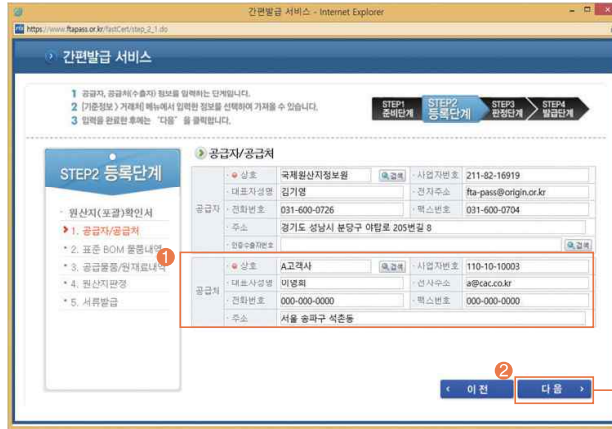 간편발급 서비스 - Internet Explorer
https://www.ftapass.or.kr/fastCert/step_2_1.do
간편발급 서비스
1 공급자, 공급처(수출자) 정보를 입력하는 단계입니다.
2 [기준정보 > 거래처] 메뉴에서 입력한 정보를 선택하여 가져올 수 있습니다.
3 입력을 완료한 후에는 "다음" 을 클릭합니다.
STEP1 준비단계
STEP2 등록단계
STEP3 판정단계
STEP4 발급단계
STEP2 등록단계
원산지(포괄)확인서
1. 공급자/공급처
2. 표준 BOM 물품내역
3. 공급물품/원재료내역
4. 원산지판정
5. 서류발급
공급자/공급처
공급자
상호 국제원산지정보원 검색 사업자번호 211-82-16919
대표자성명 김기영 전자주소 fta-pass@origin.or.kr
전화번호 031-600-0726 팩스번호 031-600-0704
주소 경기도 성남시 분당구 야탑로 205번길 8
인증수출자번호 검색
1
공급처
상호 A고객사 검색 사업자번호 110-10-10003
대표자성명 이영희 전자주소 a@cac.co.kr
전화번호 000-000-0000 팩스번호 000-000-0000
주소 서울 송파구 석촌동
2
이전 다음